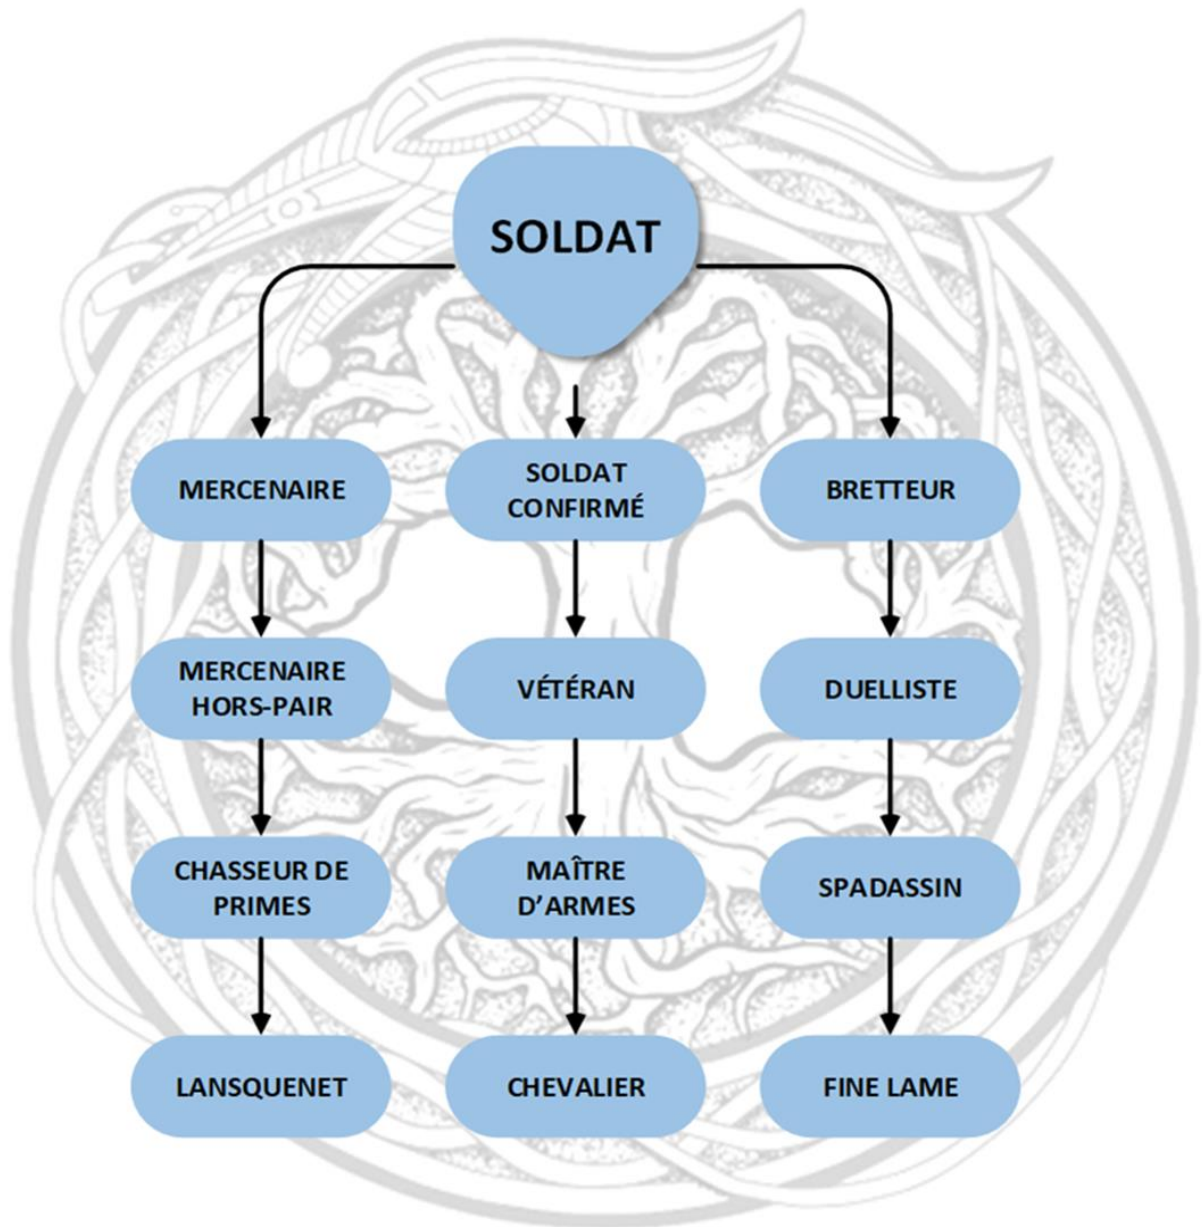 SOLDAT
MERCENAIRE
SOLDAT
CONFIRMÉ
BRETTEUR
MERCENAIRE
HORS-PAIR
VÉTÉRAN
DUELLISTE
CHASSEUR DE
PRIMES
MAÎTRE
D’ARMES
SPADASSIN
LANSQUENET
CHEVALIER
FINE LAME